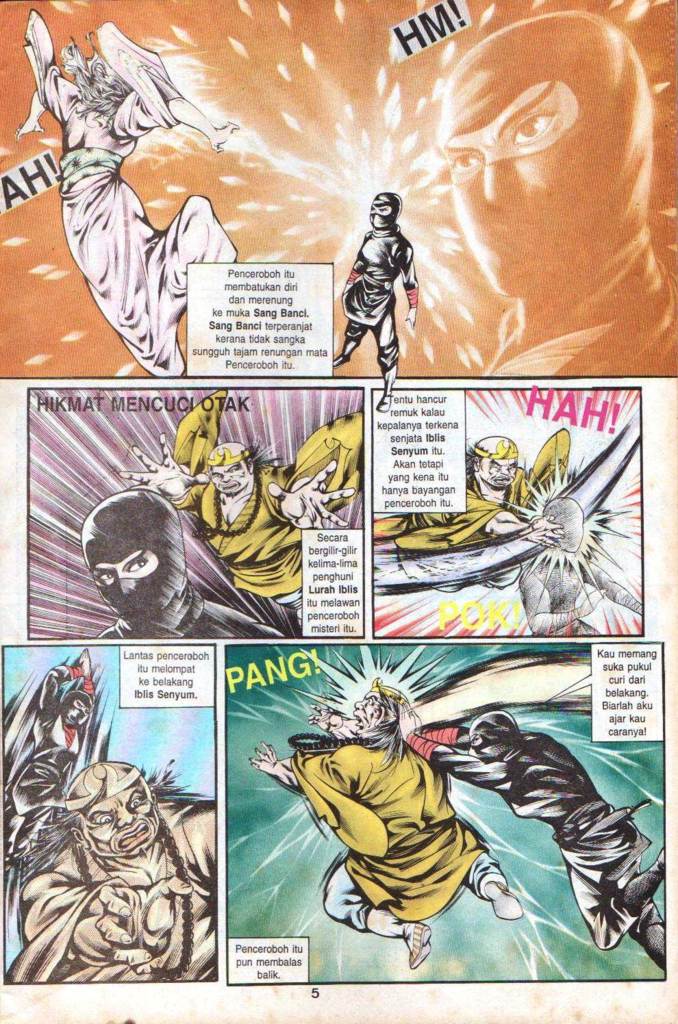 HM!
AH!
Penceroboh itu
membatukan diri
dan merenung
ke muka Sang Banci.
Sang Banci terperanjat
kerana tidak sangka
sungguh tajam renungan mata
Penceroboh itu.
HIKMAT MENCUCI OTAK
Secara
bergilir-gilir
kelima-lima
penghuni
Lurah Iblis
itu melawan
penceroboh
misteri itu.
Tentu hancur
remuk kalau
kepalanya terkena
senjata Iblis
Senyum itu.
Akan tetapi
yang kena itu
hanya bayangan
penceroboh itu.
HAH!
POK!
Lantas penceroboh
itu melompat
ke belakang
Iblis Senyum.
PANG!
Kau memang
suka pukul
curi dari
belakang.
Biarlah aku
ajar kau
caranya!
Penceroboh itu
pun membalas
balik.
5